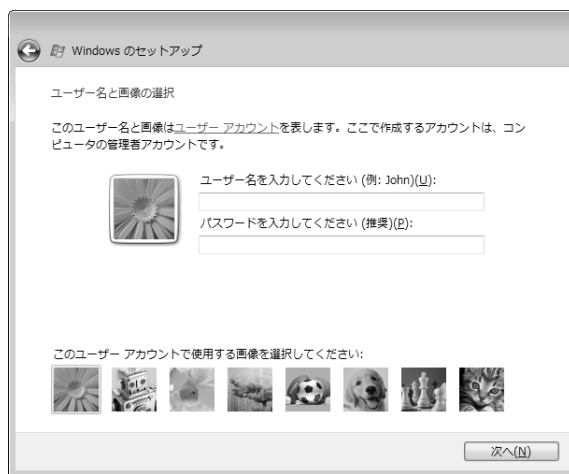 Windows のセットアップ
ユーザー名と画像の選択
このユーザー名と画像はユーザー アカウントを表します。ここで作成するアカウントは、コン
ピュータの管理者アカウントです。
ユーザー名を入力してください (例: John)(U):
パスワードを入力してください (推奨)(P):
このユーザー アカウントで使用する画像を選択してください:
次へ(N)